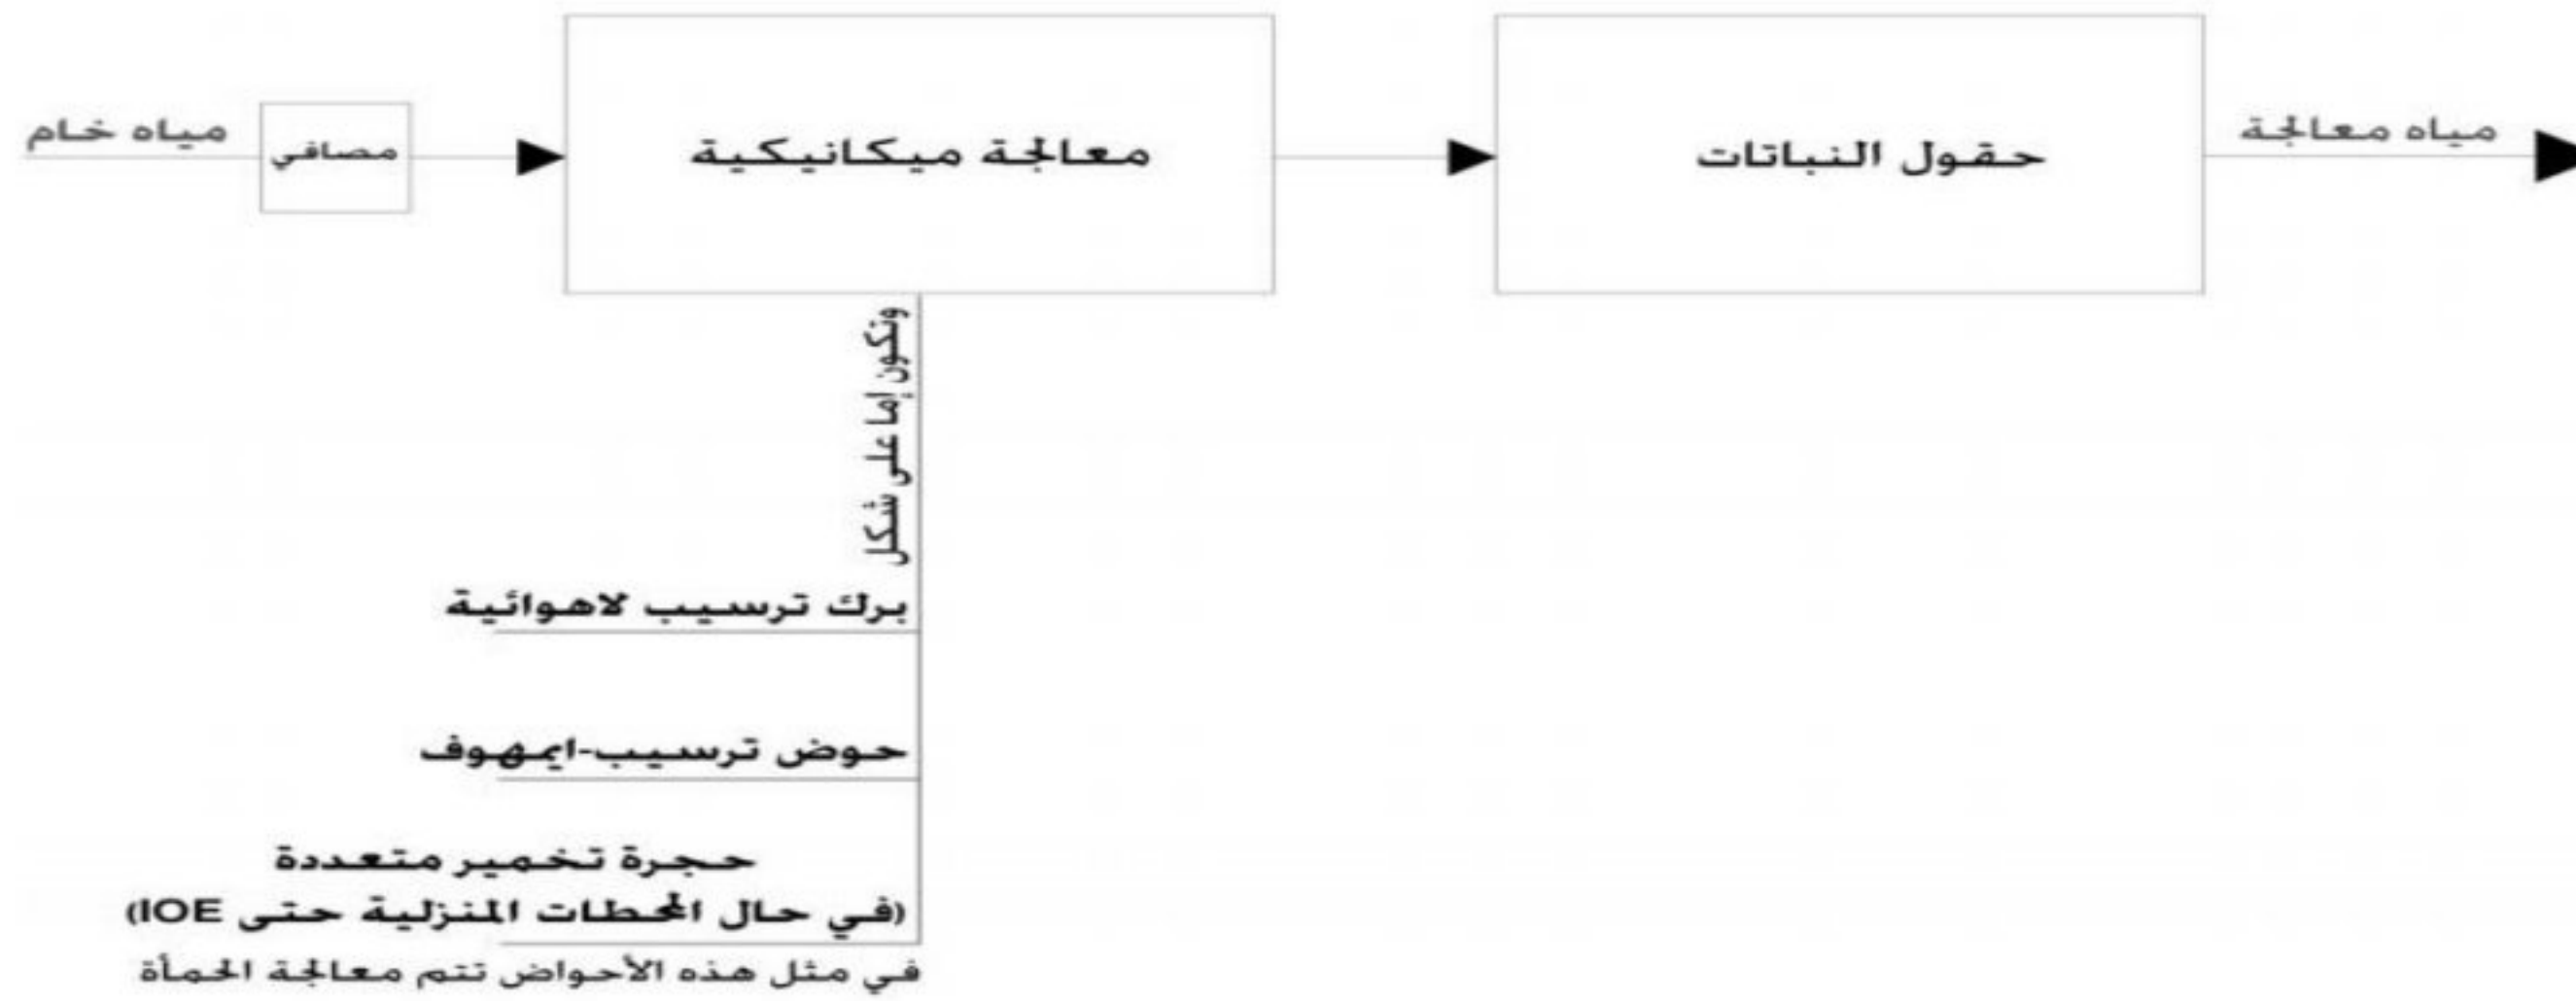 مياه خام
مصافي
معالجة ميكانيكية
حقول النباتات
مياه معالجة
وتكون إما على شكل
برك ترسيب لاهوائية
حوض ترسيب-ايمهوف
حجرة تخمير متعددة
(في حال المحطات المنزلية حتى IOE)
في مثل هذه الأحواض تتم معالجة الحمأة